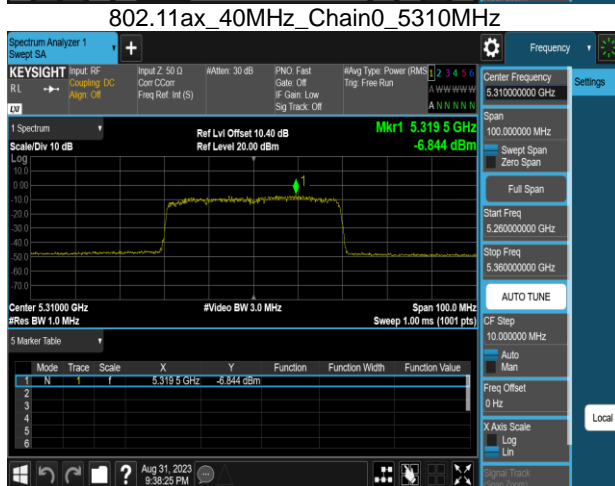 802.11ax_40MHz_Chain0_5310MHz
Spectrum Analyzer 1
Swept SA
+
Frequency
KEYSIGHT
RL
LXI
Input: RF
Coupling: DC
Align: Off
Input Z: 50 Ω
Corr CCorr
Freq Ref: Int (S)
#Atten: 30 dB
PNO: Fast
Gate: Off
IF Gain: Low
Sig Track: Off
#Avg Type: Power (RMS
Trig: Free Run
1 2 3 4 5 6
A W W W W W
A N N N N N
1 Spectrum
Scale/Div 10 dB
Log
Ref Lvl Offset 10.40 dB
Ref Level 20.00 dBm
Mkr1 5.319 5 GHz
-6.844 dBm
10.0
0.00
-10.0
-20.0
-30.0
-40.0
-50.0
-60.0
-70.0
1
Center 5.31000 GHz
#Res BW 1.0 MHz
#Video BW 3.0 MHz
Span 100.0 MHz
Sweep 1.00 ms (1001 pts)
5 Marker Table
Mode Trace Scale X Y Function Function Width Function Value
1 N 1 f 5.319 5 GHz -6.844 dBm
2
3
4
5
6
Aug 31, 2023
9:38:25 PM
?
Center Frequency
5.310000000 GHz
Settings
Span
100.000000 MHz
Swept Span
Zero Span
Full Span
Start Freq
5.260000000 GHz
Stop Freq
5.360000000 GHz
AUTO TUNE
CF Step
10.000000 MHz
Auto
Man
Freq Offset
0 Hz
Local
X Axis Scale
Log
Lin
Signal Track
(Span Zoom)